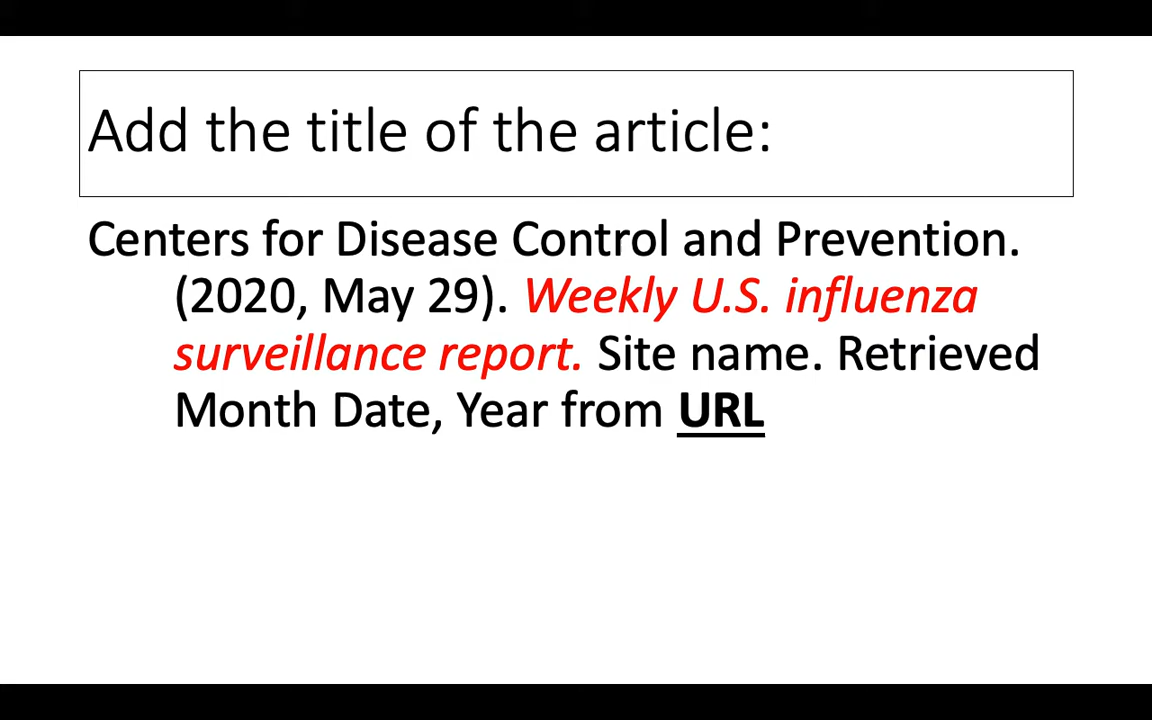 Add the title of the article:
Centers for Disease Control and Prevention.
(2020, May 29). Weekly U.S. influenza
surveillance report. Site name. Retrieved
Month Date, Year from URL